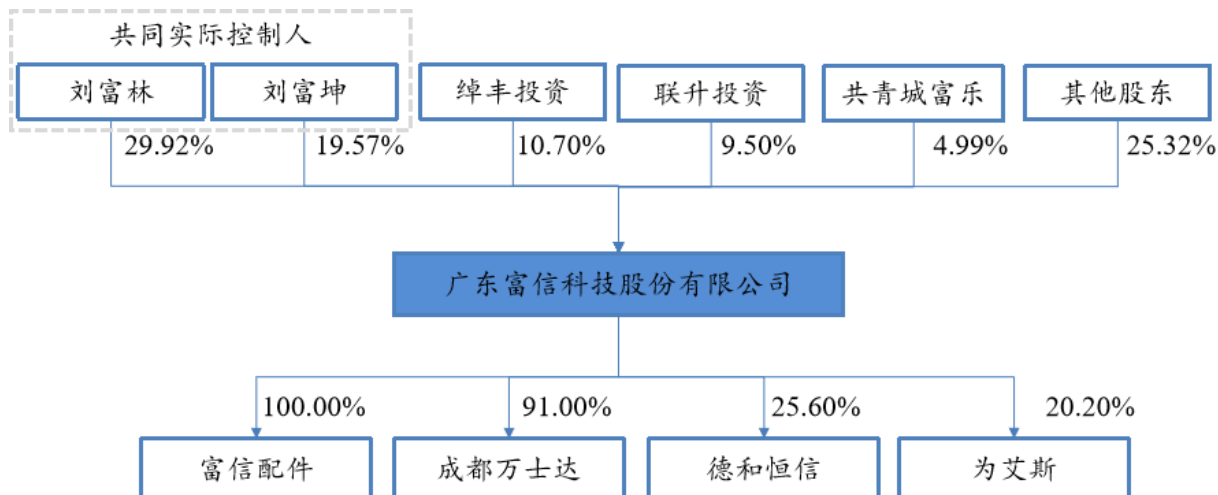 共同实际控制人
刘富林
刘富坤
绰丰投资
联升投资
共青城富乐
其他股东
29.92%
19.57%
10.70%
9.50%
4.99%
25.32%
广东富信科技股份有限公司
100.00%
91.00%
25.60%
20.20%
富信配件
成都万士达
德和恒信
为艾斯